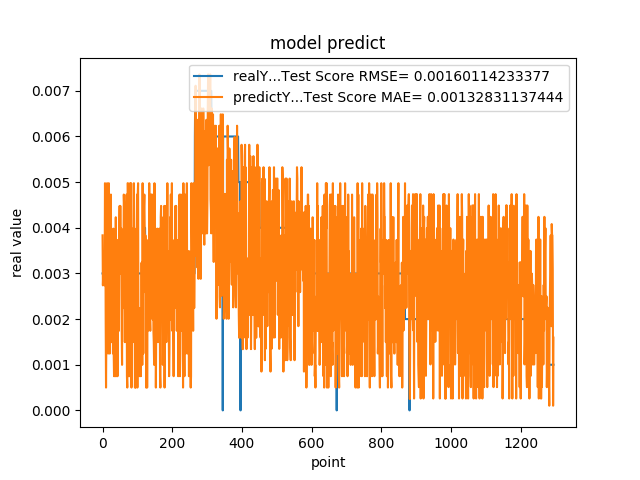 model predict
realY...Test Score RMSE= 0.00160114233377
predictY...Test Score MAE= 0.00132831137444
0.007
0.006
0.005
0.004
0.003
0.002
0.001
0.000
real value
0 200 400 600 800 1000 1200
point